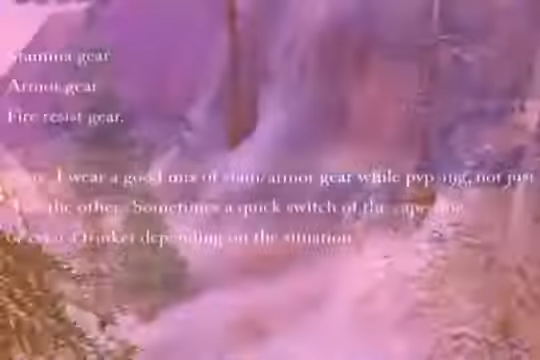 Stamina gear
Armor gear
Fire resist gear.
I wear a good mix of stam/armor gear while pvp-ing, not just
the other. Sometimes a quick switch of the cape
trinket depending on the situation